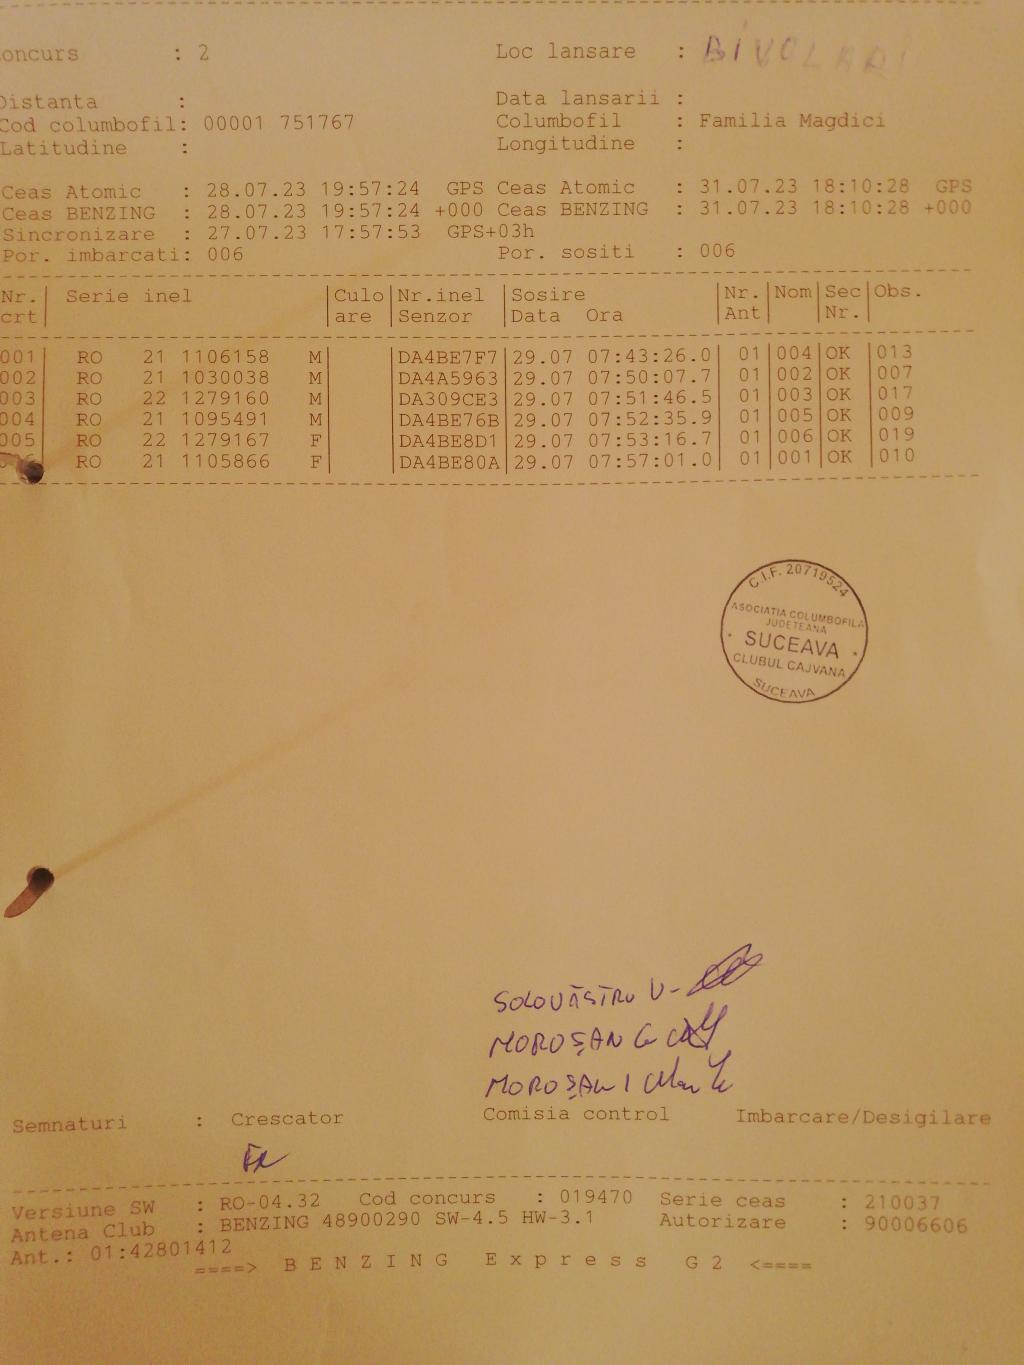 oncurs : 2 Loc lansare : BIVOLARI
Distanta : Data lansarii :
Cod columbofil: 00001 751767 Columbofil : Familia Magdici
Latitudine : Longitudine :
Ceas Atomic : 28.07.23 19:57:24 GPS Ceas Atomic : 31.07.23 18:10:28 GPS
Ceas BENZING : 28.07.23 19:57:24 +000 Ceas BENZING : 31.07.23 18:10:28 +000
Sincronizare : 27.07.23 17:57:53 GPS+03h
Por. imbarcati: 006 Por. sositi : 006
Nr. Serie inel Culo Nr.inel Sosire Nr. Nom Sec Obs.
crt are Senzor Data Ora Ant Nr.
001 RO 21 1106158 M DA4BE7F7 29.07 07:43:26.0 01 004 OK 013
002 RO 21 1030038 M DA4A5963 29.07 07:50:07.7 01 002 OK 007
003 RO 22 1279160 M DA309CE3 29.07 07:51:46.5 01 003 OK 017
004 RO 21 1095491 M DA4BE76B 29.07 07:52:35.9 01 005 OK 009
005 RO 22 1279167 F DA4BE8D1 29.07 07:53:16.7 01 006 OK 019
RO 21 1105866 F DA4BE80A 29.07 07:57:01.0 01 001 OK 010
C.I.F. 20719524
ASOCIATIA COLUMBOFILA
JUDETEANA
SUCEAVA
CLUBUL CAJVANA
SUCEAVA
SOLOVĂSTRU V-
MOROȘAN G
MOROȘAN I
Semnaturi : Crescator Comisia control Imbarcare/Desigilare
Versiune SW : RO-04.32 Cod concurs : 019470 Serie ceas : 210037
Antena Club : BENZING 48900290 SW-4.5 HW-3.1 Autorizare : 90006606
Ant.: 01:42801412
====> B E N Z I N G E x p r e s s G 2 <====